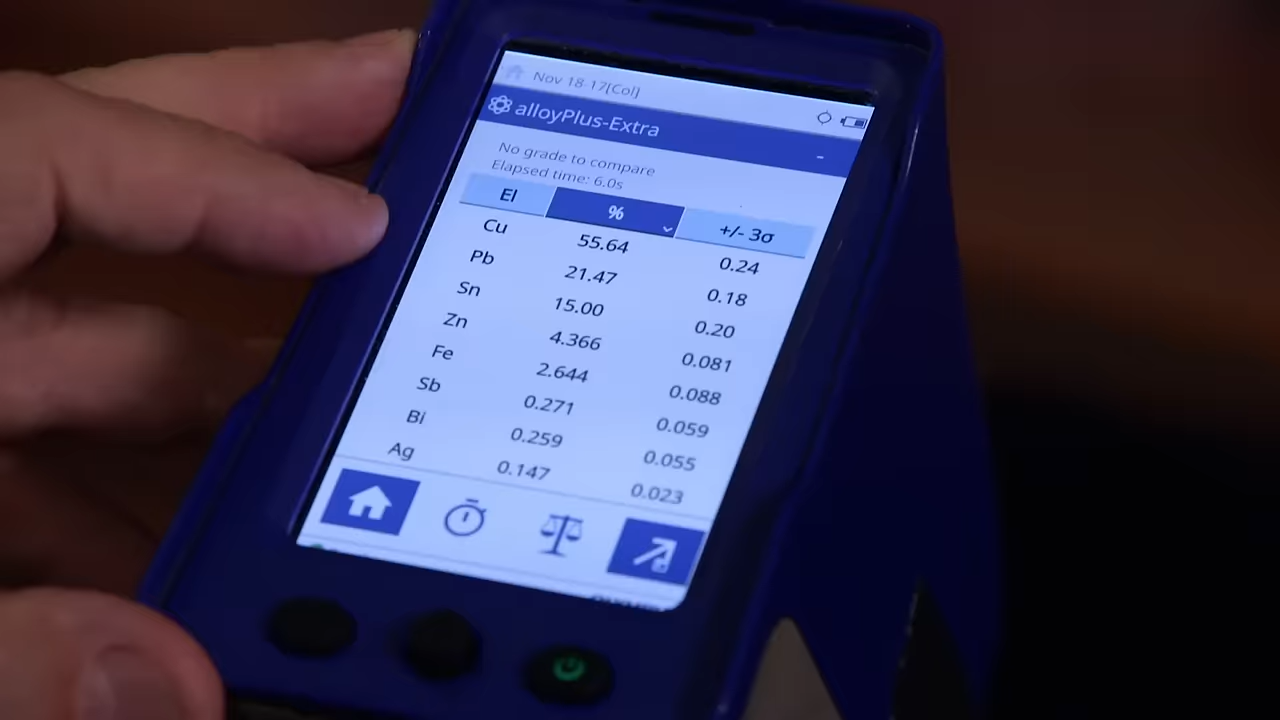 Nov 18-17[Col]
alloyPlus-Extra
-
No grade to compare
Elapsed time: 6.0s
El % +/- 3σ
Cu 55.64 0.24
Pb 21.47 0.18
Sn 15.00 0.20
Zn 4.366 0.081
Fe 2.644 0.088
Sb 0.271 0.059
Bi 0.259 0.055
Ag 0.147 0.023